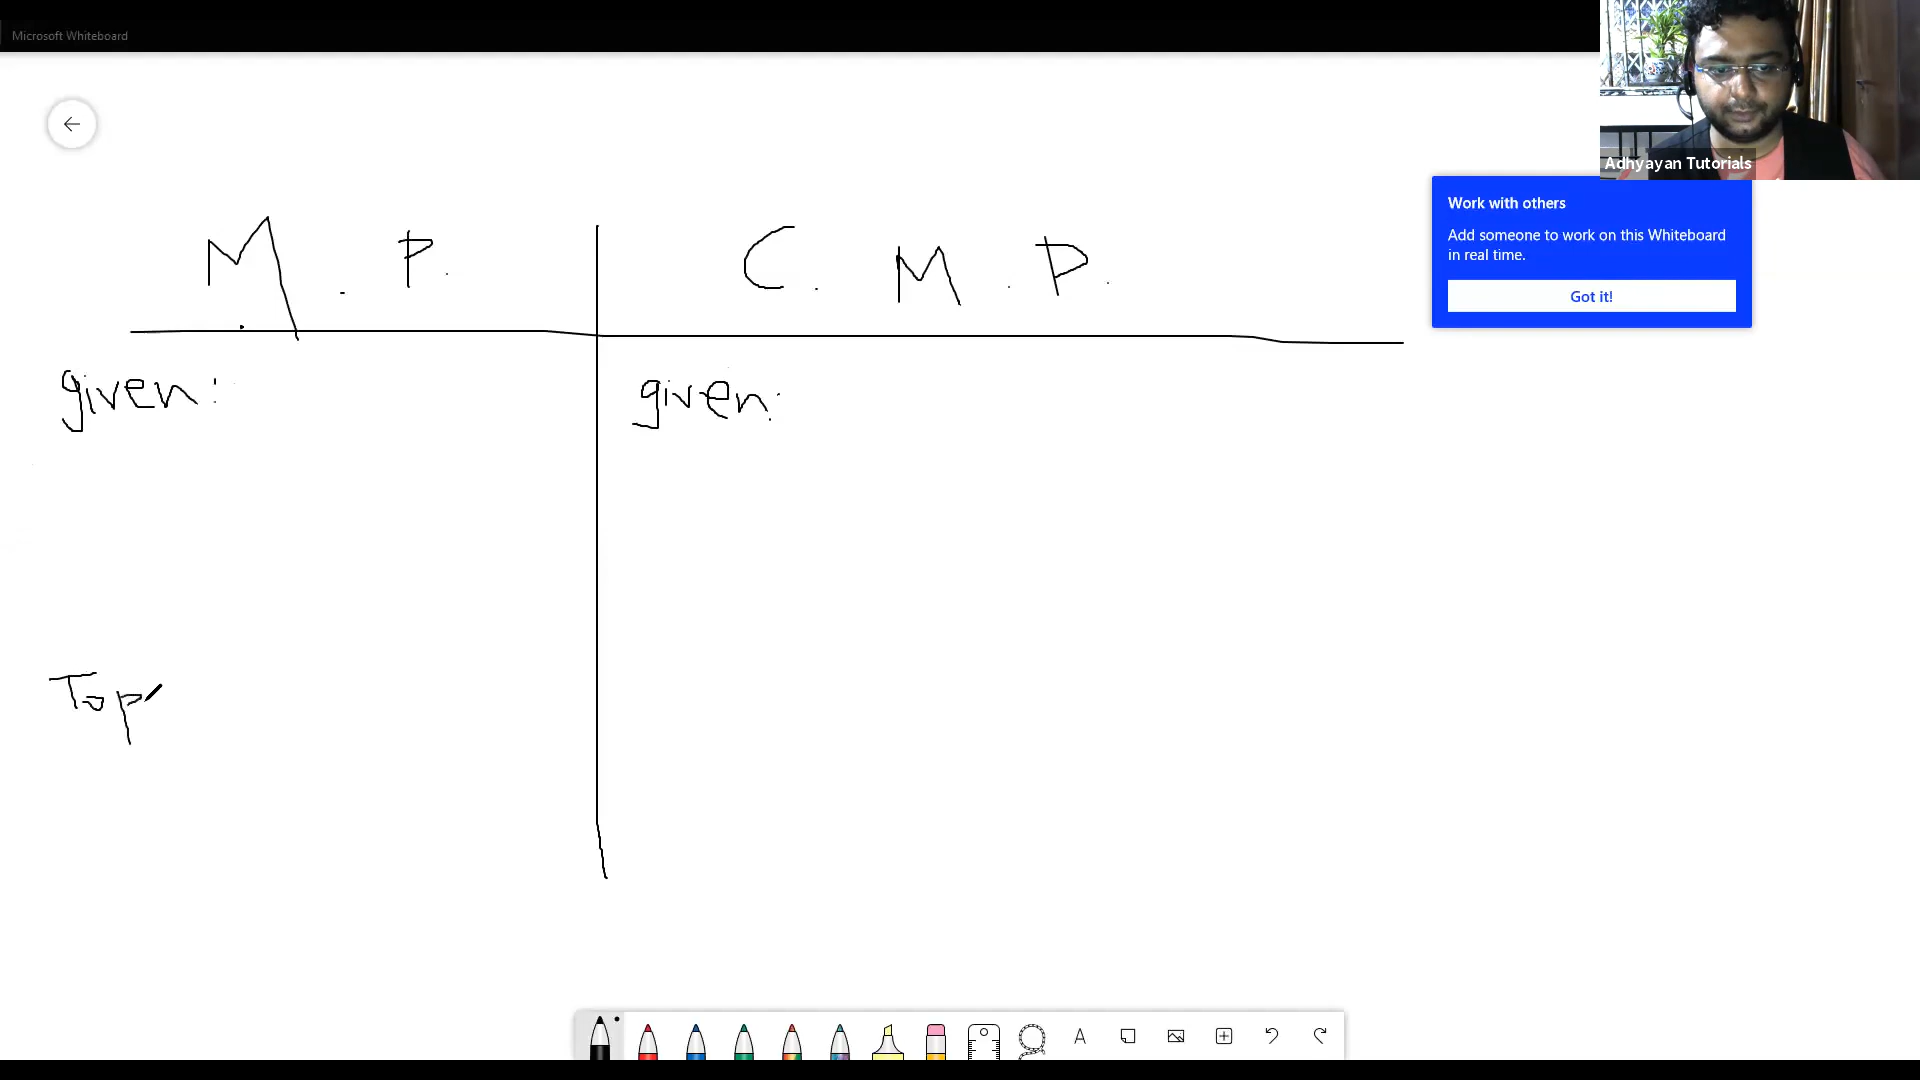 Microsoft Whiteboard
Adhyayan Tutorials
Work with others
Add someone to work on this Whiteboard
in real time.
Got it!
M. P.
C. M. P.
given:
given:
Top
A